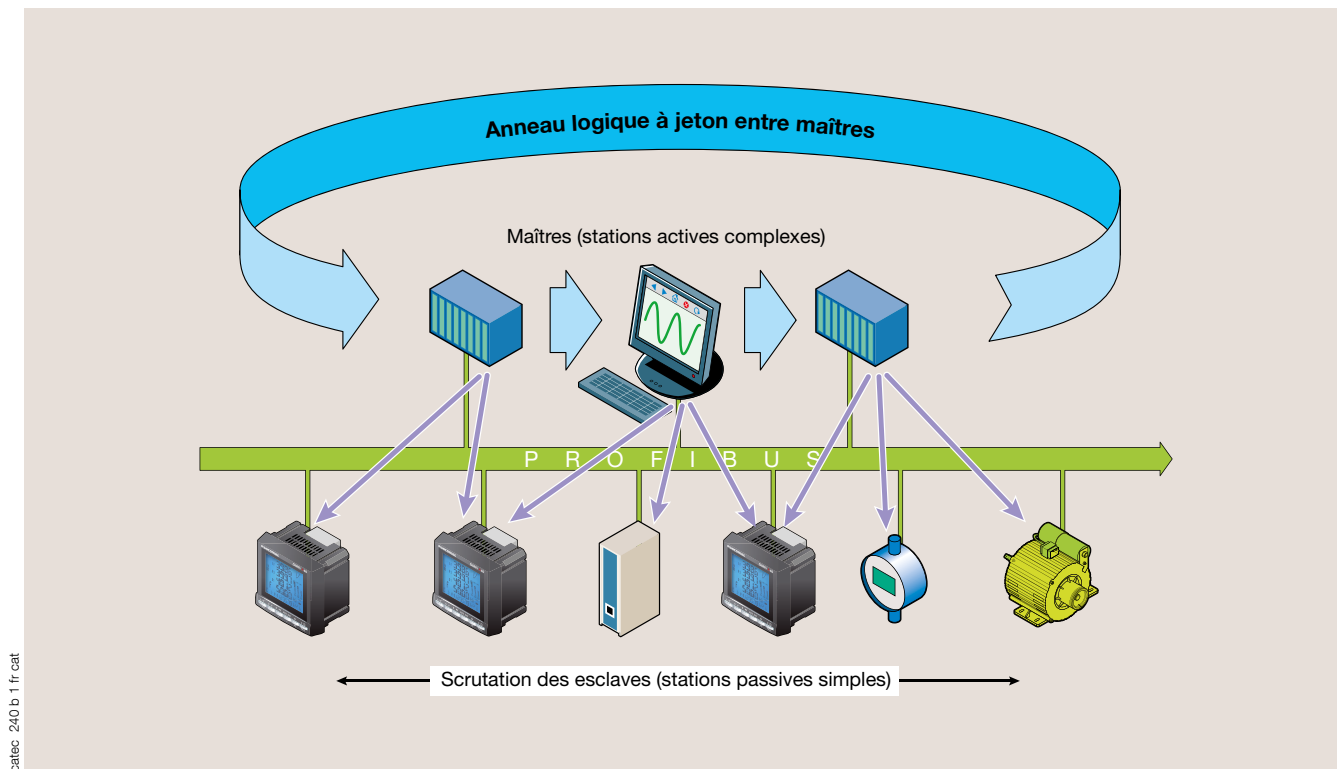 Anneau logique à jeton entre maîtres
Maîtres (stations actives complexes)
P R O F I B U S
Scrutation des esclaves (stations passives simples)
catec 240 b 1 fr cat